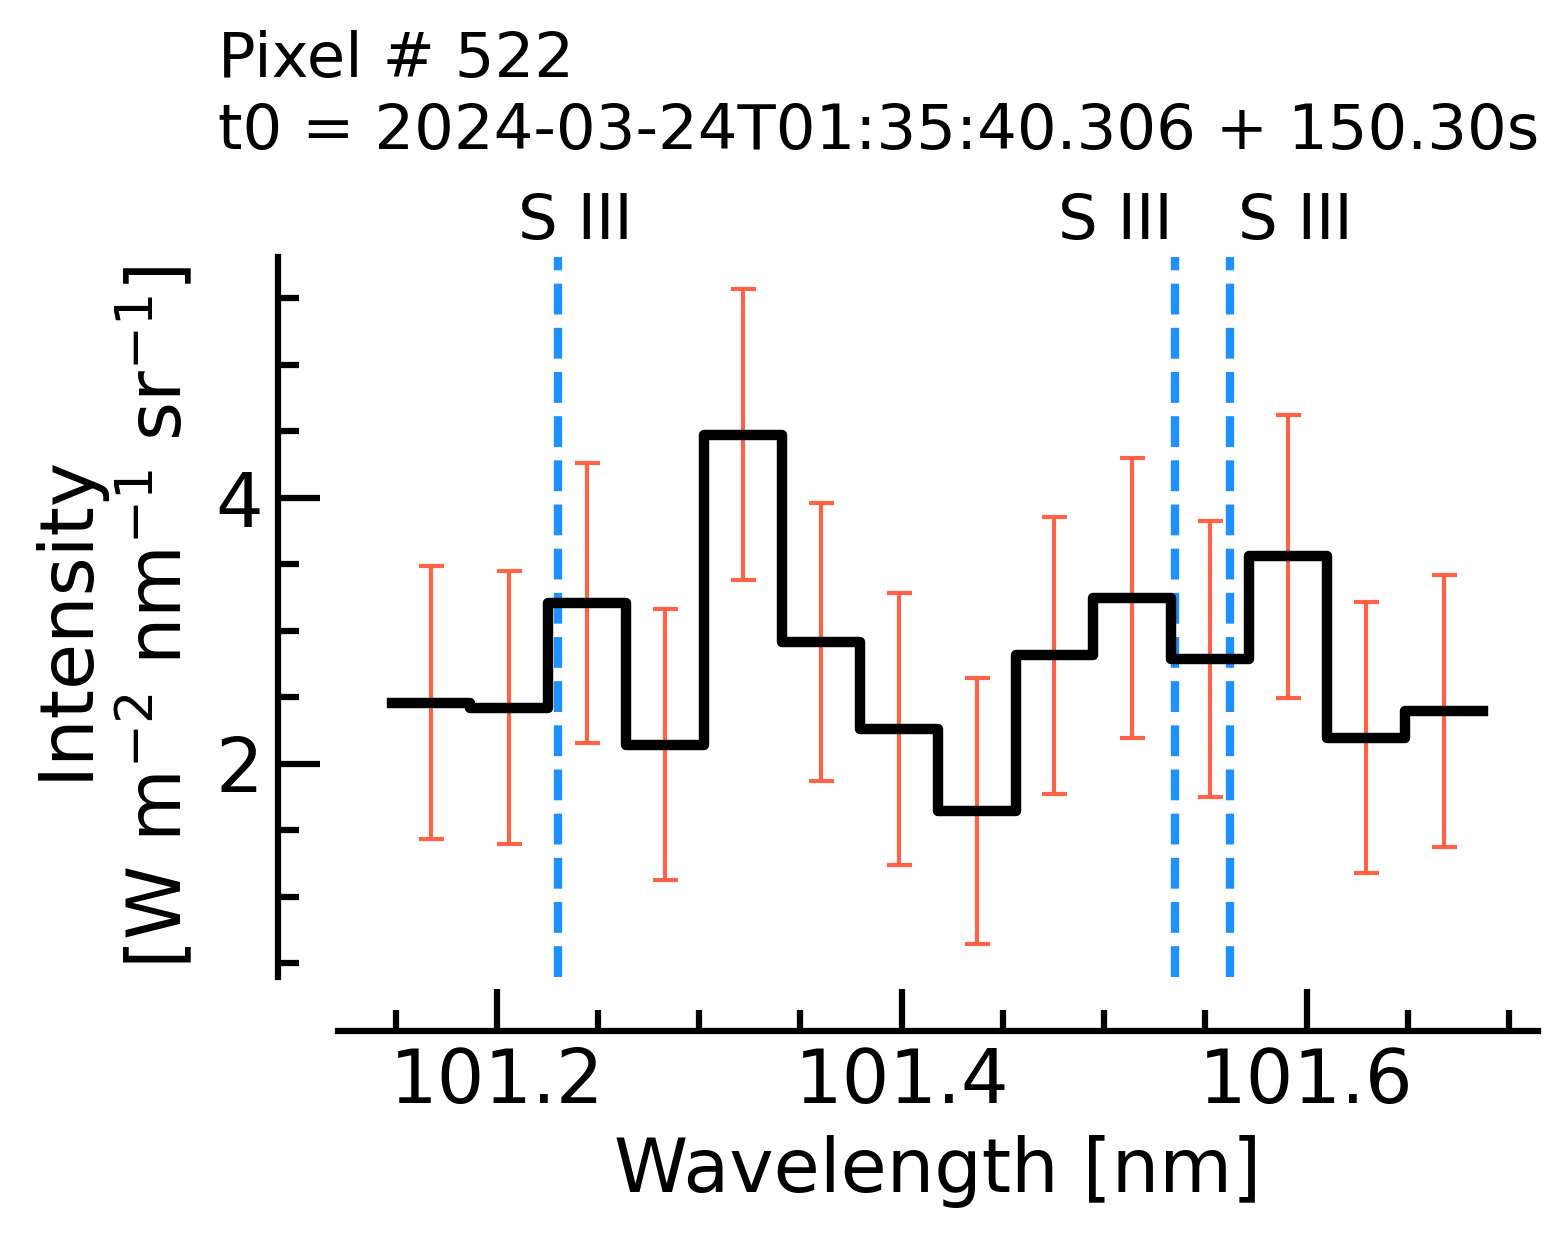 Pixel # 522
t0 = 2024-03-24T01:35:40.306 + 150.30s
S III S III S III
Intensity
[W m⁻² nm⁻¹ sr⁻¹]
4
2
101.2 101.4 101.6
Wavelength [nm]